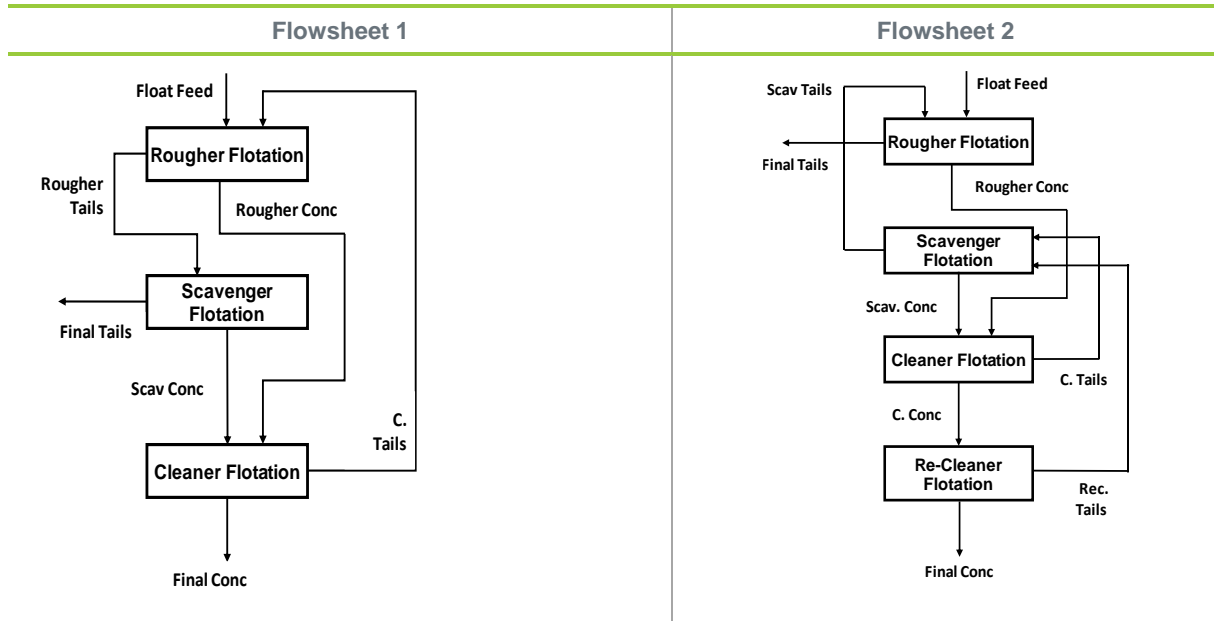 Flowsheet 1
Float Feed
Rougher Flotation
Rougher
Tails
Rougher Conc
Scavenger
Flotation
Final Tails
Scav Conc
C.
Tails
Cleaner Flotation
Final Conc
Flowsheet 2
Scav Tails
Float Feed
Rougher Flotation
Final Tails
Rougher Conc
Scavenger
Flotation
Scav. Conc
Cleaner Flotation
C. Tails
C. Conc
Re-Cleaner
Flotation
Rec.
Tails
Final Conc